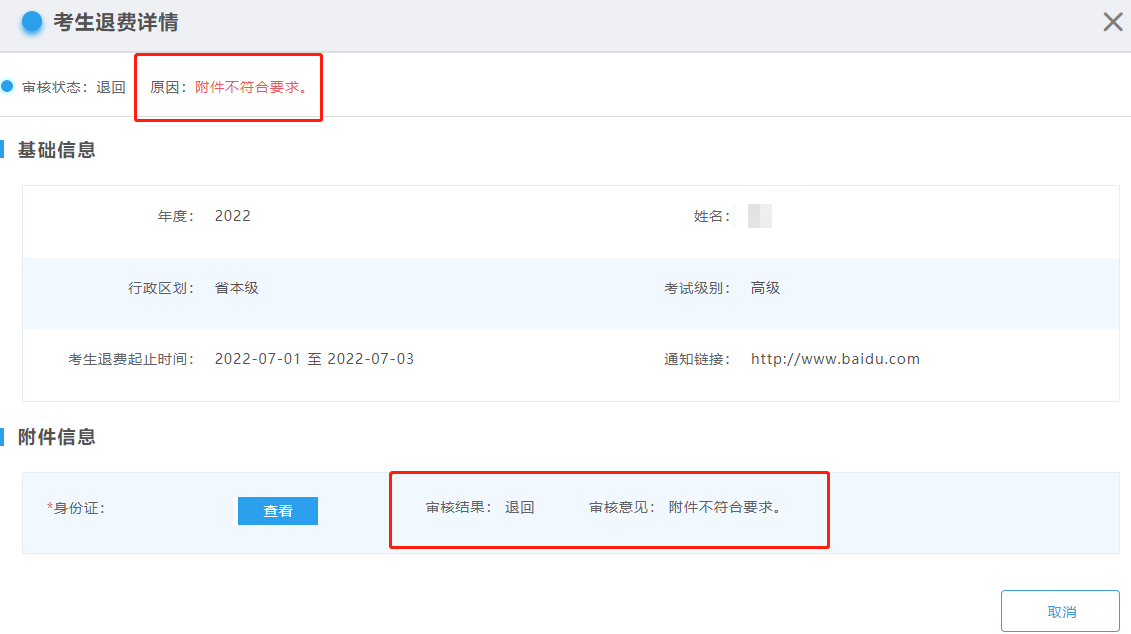 考生退费详情
审核状态：退回 原因：附件不符合要求。
基础信息
年度： 2022 姓名：
行政区划： 省本级 考试级别： 高级
考生退费起止时间： 2022-07-01 至 2022-07-03 通知链接： http://www.baidu.com
附件信息
*身份证： 查看 审核结果： 退回 审核意见： 附件不符合要求。
取消